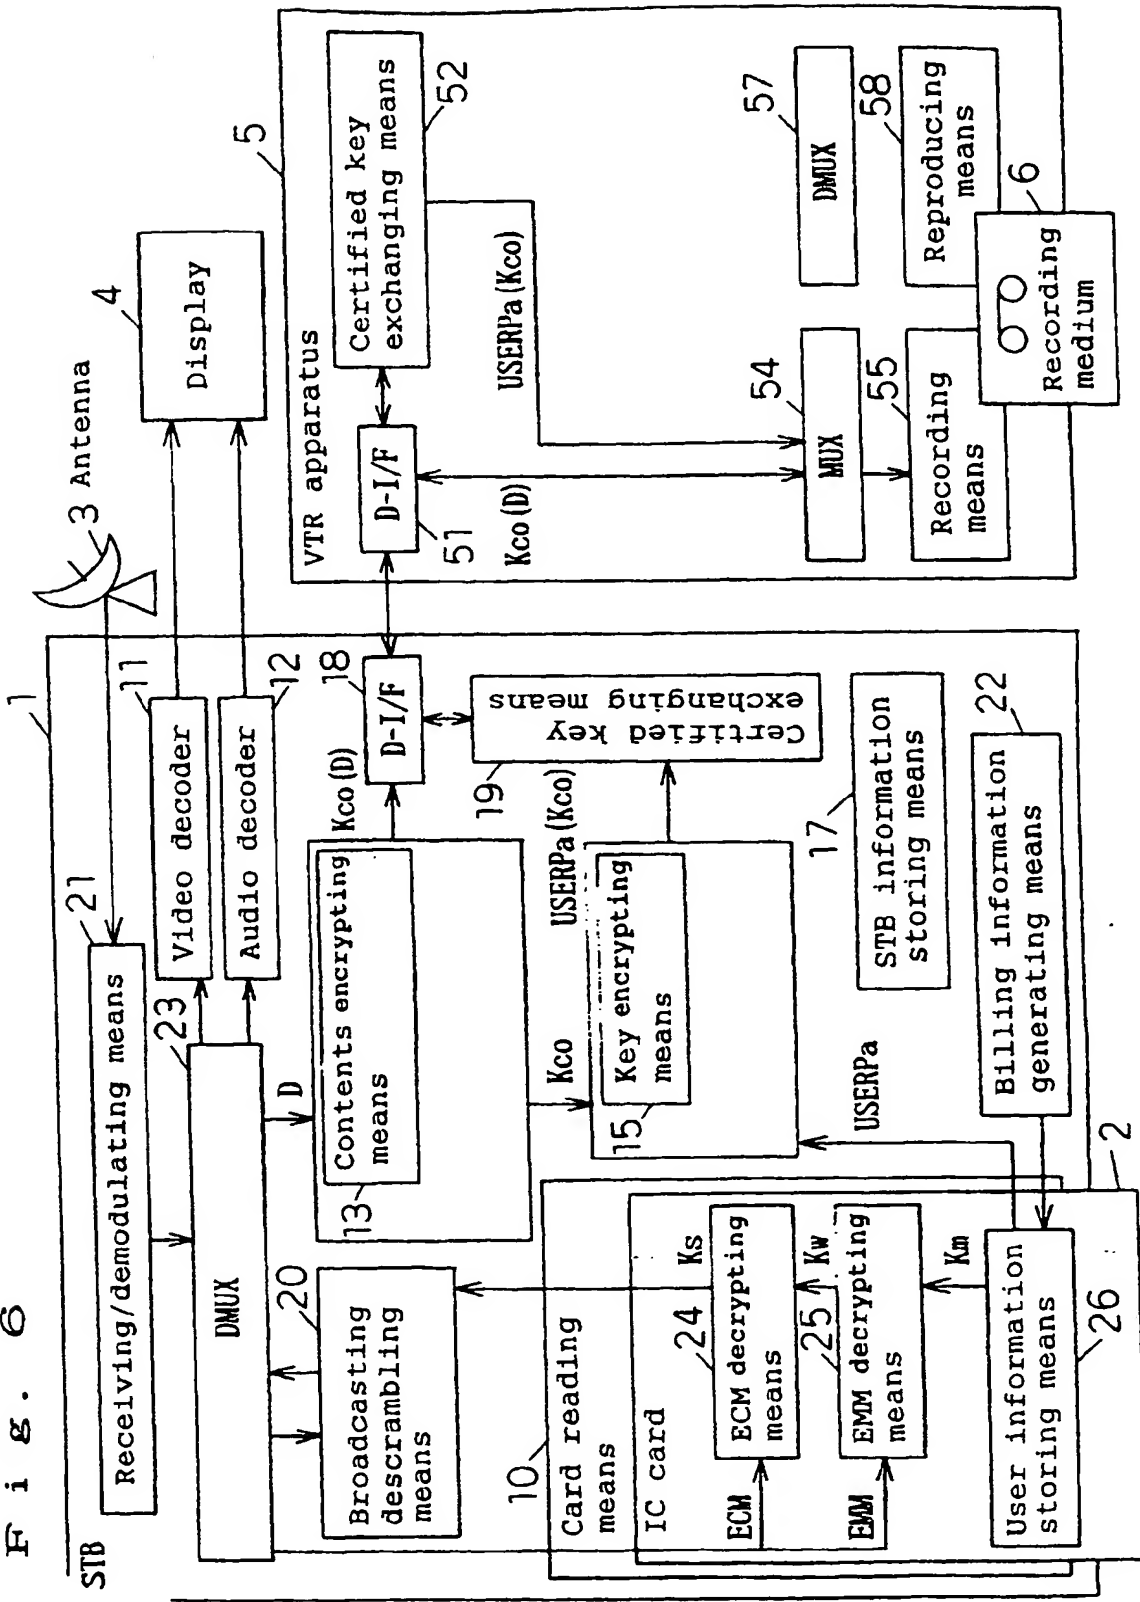 Fig. 6
STB
1
Receiving/demodulating means
21
3 Antenna
DMUX
23
Video decoder
11
Audio decoder
12
4
Display
Broadcasting
descrambling
means
20
D
Contents encrypting
means
13
Kco(D)
D-I/F
18
Certified key
exchanging means
19
Kco
USERPa(Kco)
Key encrypting
means
15
STB information
storing means
17
USERPa
Billing information
generating means
22
10
Card reading
means
IC card
2
ECM
ECM decrypting
means
24
Ks
EMM
EMM decrypting
means
25
Kw
Km
User information
storing means
26
5
VTR apparatus
D-I/F
51
Certified key
exchanging means
52
USERPa(Kco)
Kco(D)
MUX
54
DMUX
57
Recording
means
55
Reproducing
means
58
Recording
medium
6